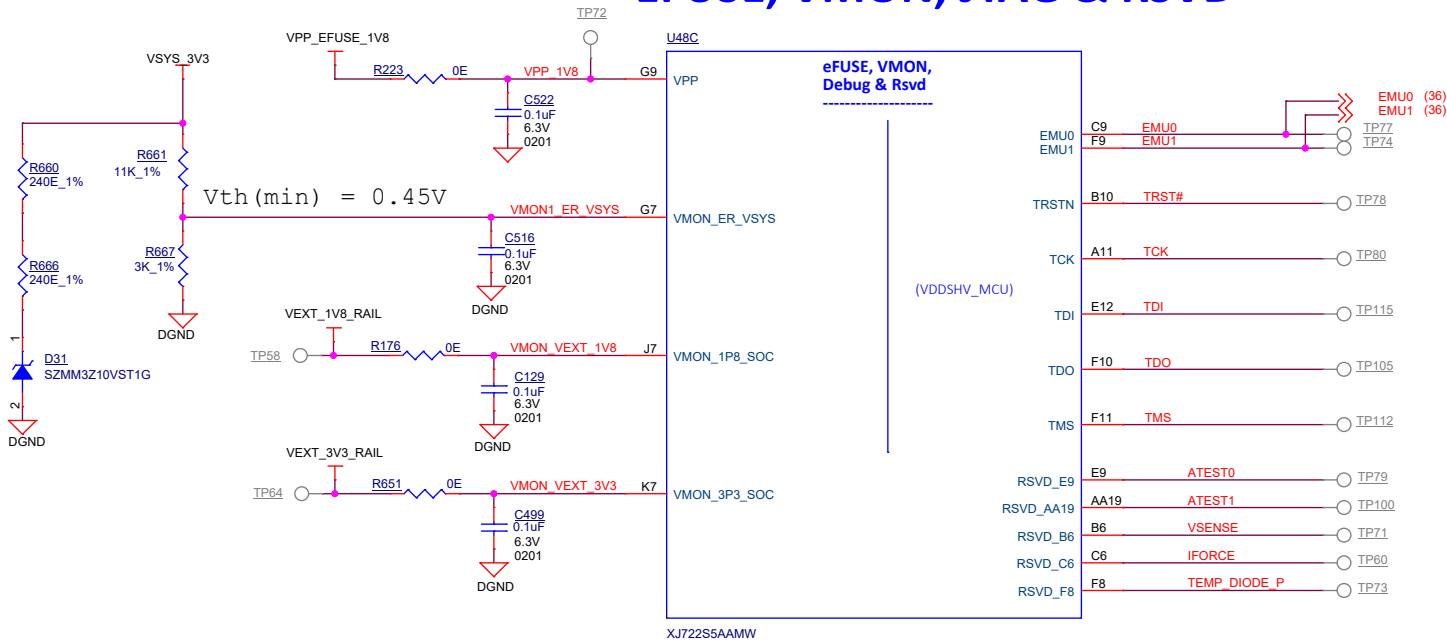 eFUSE, VMON, JTAG & RSVD
TP72
VPP_EFUSE_1V8
U48C
VSYS_3V3
R223
0E
VPP_1V8
G9
VPP
eFUSE, VMON,
Debug & Rsvd
--------------------
C522
0.1uF
6.3V
0201
EMU0 (36)
EMU1 (36)
EMU0
C9
EMU0
TP77
EMU1
F9
EMU1
TP74
R660
240E_1%
R661
11K_1%
Vth(min) = 0.45V
VMON1_ER_VSYS
G7
VMON_ER_VSYS
TRSTN
B10
TRST#
TP78
R666
240E_1%
R667
3K_1%
C516
0.1uF
6.3V
0201
TCK
A11
TCK
TP80
DGND
DGND
(VDDSHV_MCU)
TDI
E12
TDI
TP115
VEXT_1V8_RAIL
TP58
R176
0E
VMON_VEXT_1V8
J7
VMON_1P8_SOC
TDO
F10
TDO
TP105
1
D31
SZMM3Z10VST1G
2
DGND
C129
0.1uF
6.3V
0201
DGND
TMS
F11
TMS
TP112
VEXT_3V3_RAIL
TP64
R651
0E
VMON_VEXT_3V3
K7
VMON_3P3_SOC
RSVD_E9
E9
ATEST0
TP79
RSVD_AA19
AA19
ATEST1
TP100
C499
0.1uF
6.3V
0201
DGND
RSVD_B6
B6
VSENSE
TP71
RSVD_C6
C6
IFORCE
TP60
RSVD_F8
F8
TEMP_DIODE_P
TP73
XJ722S5AAMW